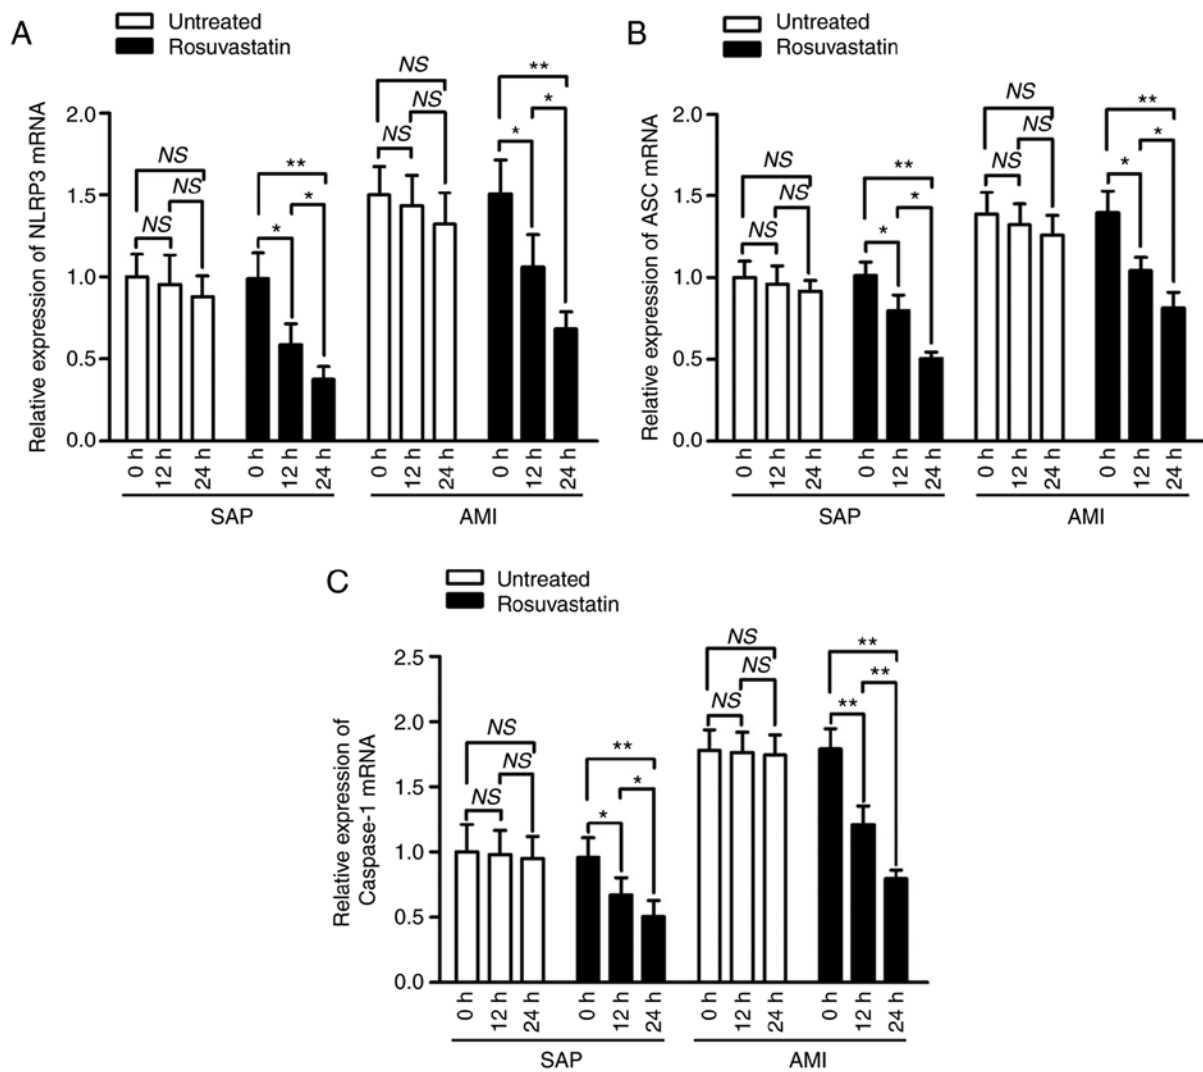 A
Untreated
Rosuvastatin
Relative expression of NLRP3 mRNA
2.0
1.5
1.0
0.5
0.0
NS
NS
NS
**
*
*
NS
NS
NS
**
*
*
0 h
12 h
24 h
0 h
12 h
24 h
0 h
12 h
24 h
0 h
12 h
24 h
SAP
AMI
B
Untreated
Rosuvastatin
Relative expression of ASC mRNA
2.0
1.5
1.0
0.5
0.0
NS
NS
NS
**
*
*
NS
NS
NS
**
*
*
0 h
12 h
24 h
0 h
12 h
24 h
0 h
12 h
24 h
0 h
12 h
24 h
SAP
AMI
C
Untreated
Rosuvastatin
Relative expression of
Caspase-1 mRNA
2.5
2.0
1.5
1.0
0.5
0.0
NS
NS
NS
**
*
*
NS
NS
NS
**
**
**
0 h
12 h
24 h
0 h
12 h
24 h
0 h
12 h
24 h
0 h
12 h
24 h
SAP
AMI